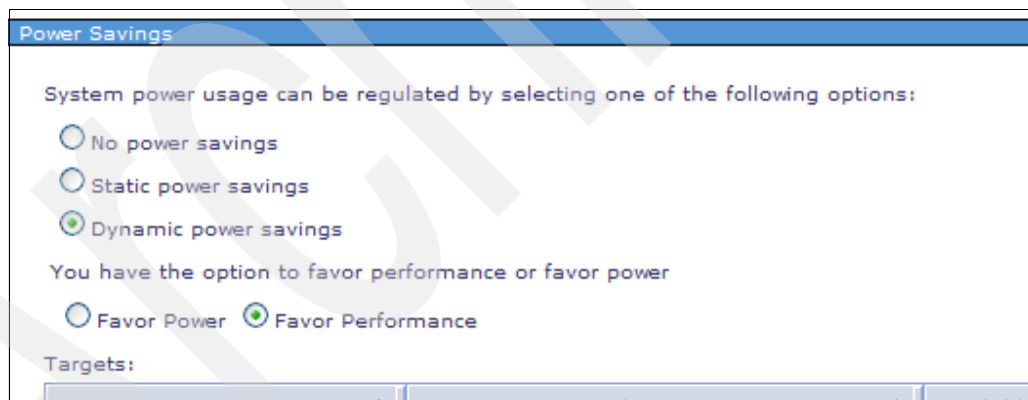 Power Savings
System power usage can be regulated by selecting one of the following options:
No power savings
Static power savings
Dynamic power savings
You have the option to favor performance or favor power
Favor Power Favor Performance
Targets: